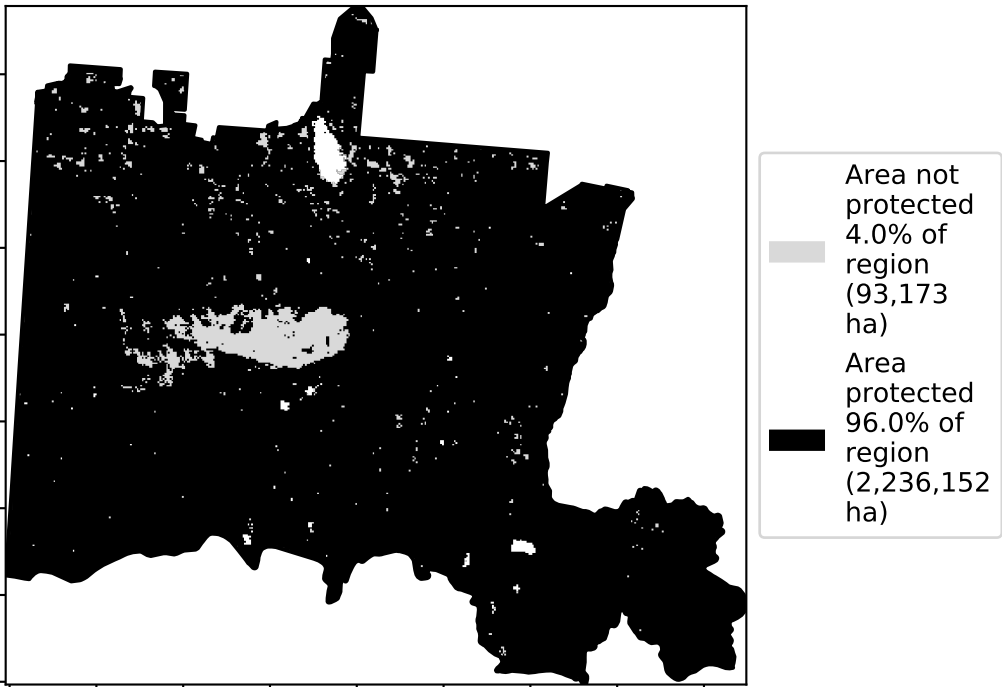 Area not
protected
4.0% of
region
(93,173
ha)
Area
protected
96.0% of
region
(2,236,152
ha)